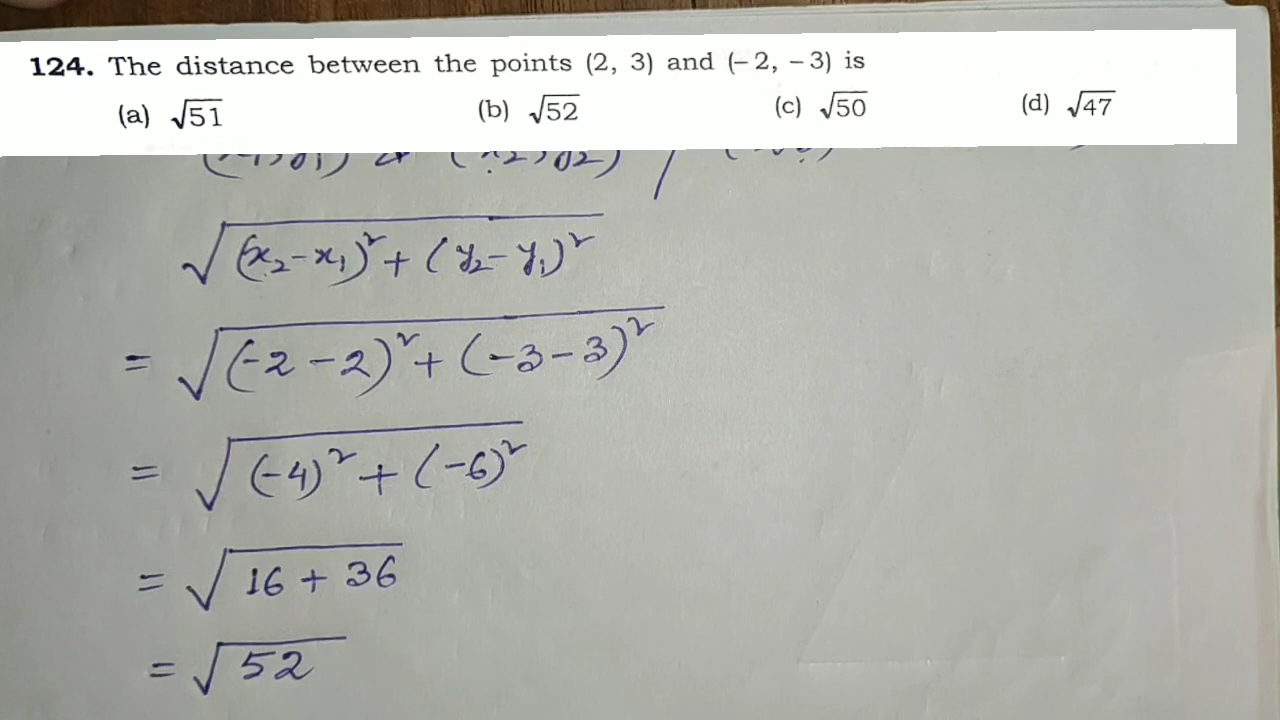 124. The distance between the points (2, 3) and (– 2, – 3) is
(a) √51 (b) √52 (c) √50 (d) √47
√(x₂-x₁)² + (y₂-y₁)²
= √(-2-2)² + (-3-3)²
= √(-4)² + (-6)²
= √16 + 36
= √52